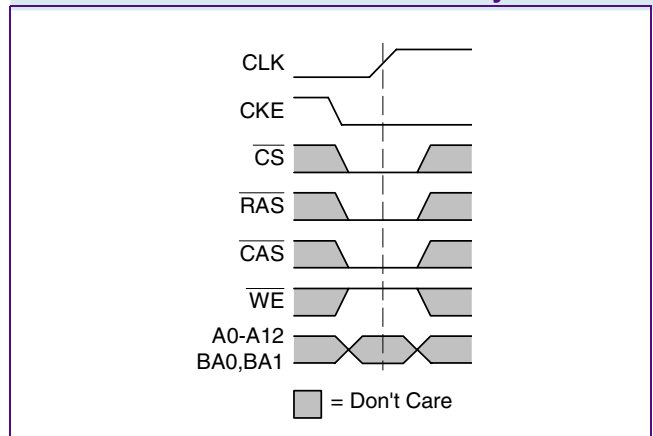 CLK
CKE
CS
RAS
CAS
WE
A0-A12
BA0,BA1
= Don't Care